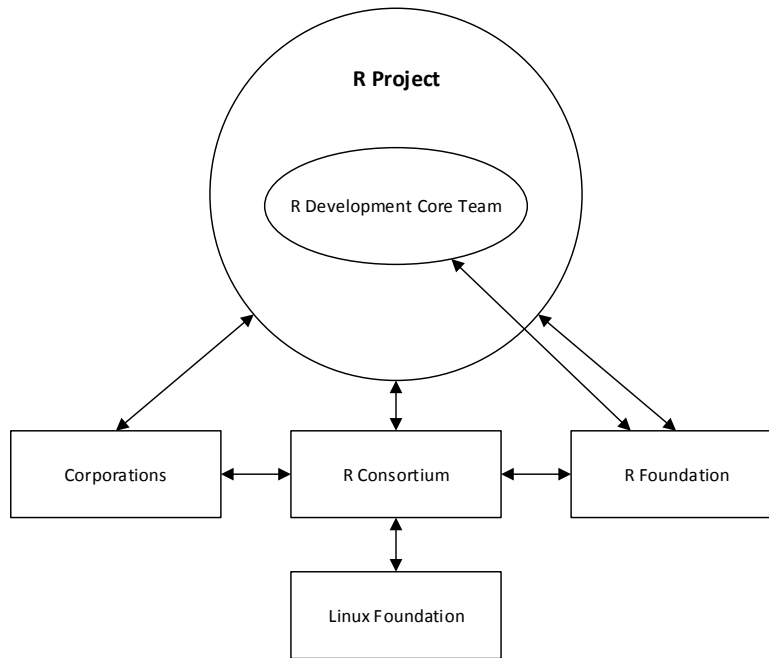 R Project
R Development Core Team
Corporations
R Consortium
R Foundation
Linux Foundation